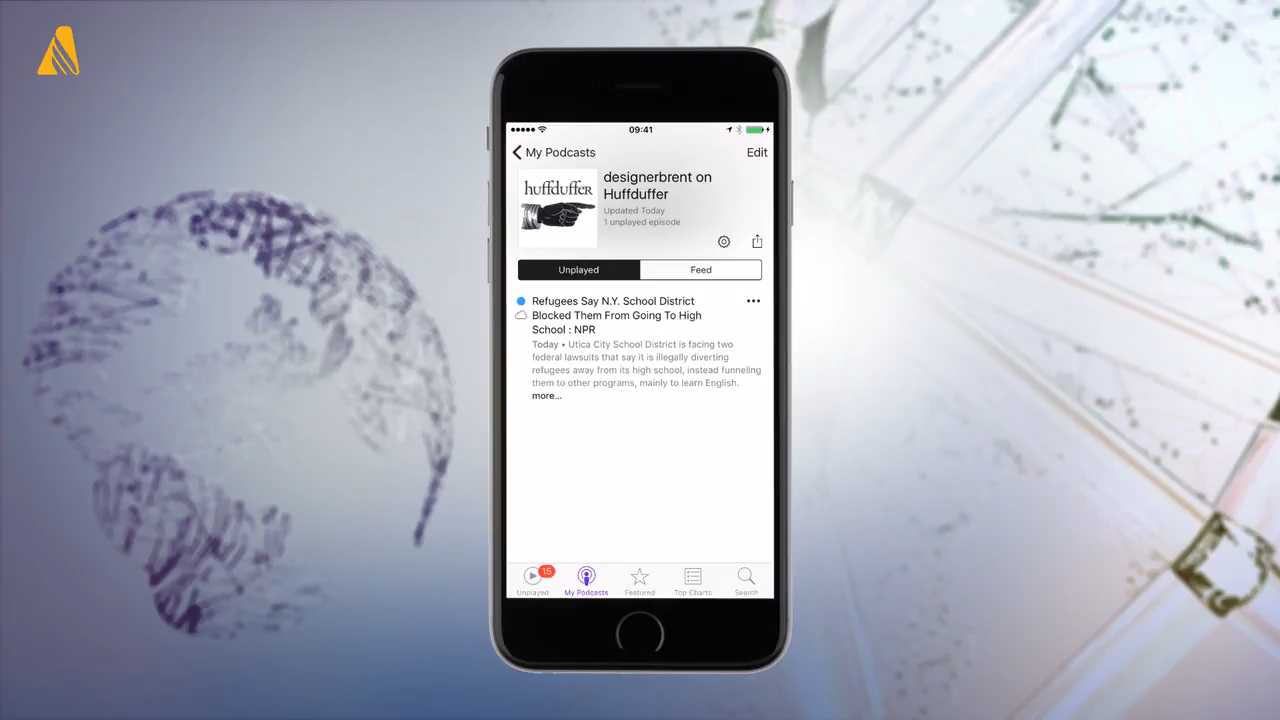 09:41
My Podcasts
Edit
huffduffer
designerbrent on
Huffduffer
Updated Today
1 unplayed episode
Unplayed
Feed
Refugees Say N.Y. School District
Blocked Them From Going To High
School : NPR
Today • Utica City School District is facing two
federal lawsuits that say it is illegally diverting
refugees away from its high school, instead funneling
them to other programs, mainly to learn English.
more...
15
Unplayed
My Podcasts
Featured
Top Charts
Search